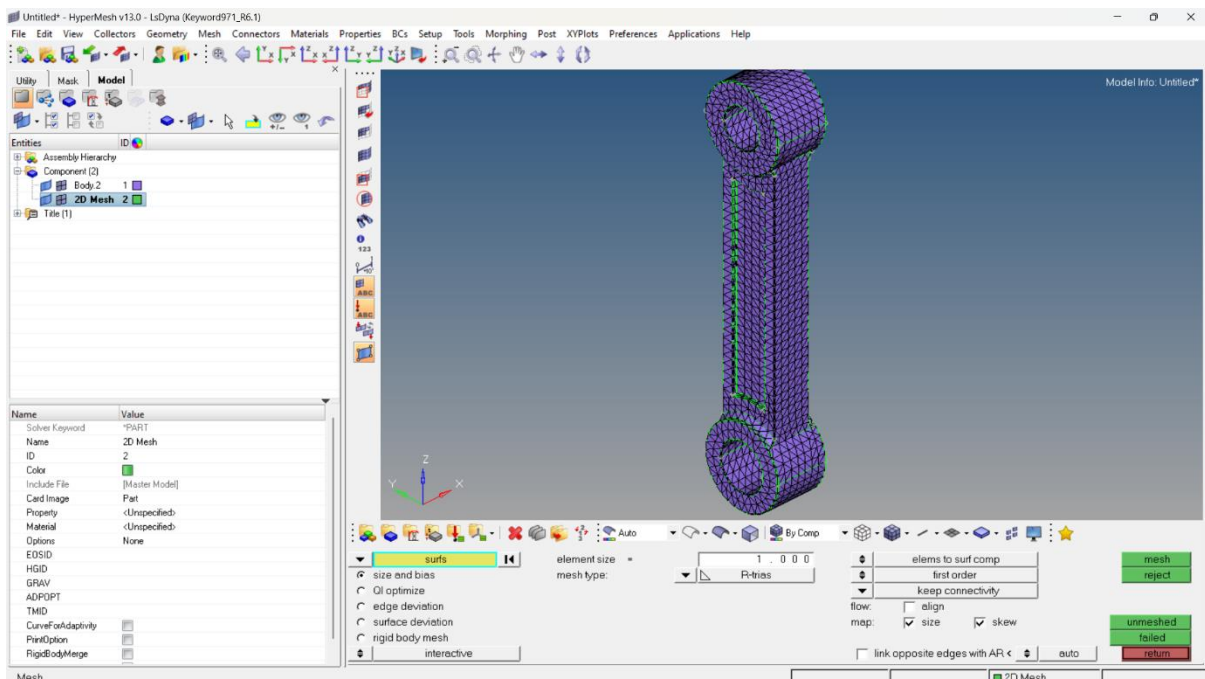 Untitled* - HyperMesh v13.0 - LsDyna (Keyword971_R6.1)
File Edit View Collectors Geometry Mesh Connectors Materials Properties BCs Setup Tools Morphing Post XYPlots Preferences Applications Help
Utility Mask Model
Model Info: Untitled*
Entities ID
Assembly Hierarchy
Component (2)
Body.2 1
2D Mesh 2
Title (1)
123
ABC
ABC
Name Value
Solver Keyword *PART
Name 2D Mesh
ID 2
Color
Include File [Master Model]
Card Image Part
Property <Unspecified>
Material <Unspecified>
Options None
EOSID
HGID
GRAV
ADPOPT
TMID
CurveForAdaptivity
PrintOption
RigidBodyMerge
Z
Y X
Auto By Comp
surfs element size = 1.000 elems to surf comp mesh
size and bias mesh type: R-trias first order reject
QI optimize keep connectivity
edge deviation flow: align
surface deviation map: size skew unmeshed
rigid body mesh failed
interactive link opposite edges with AR < auto return
Mesh 2D Mesh